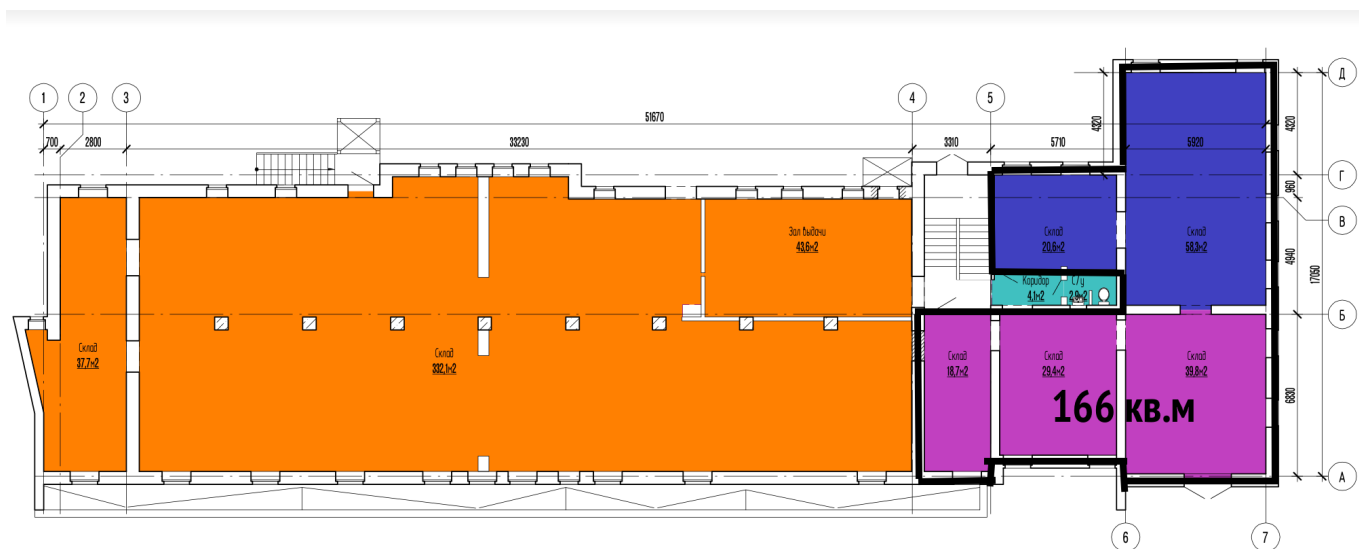 Д
1
2
3
4
5
51670
700
2800
33230
3310
5710
5920
4320
4320
Г
960
В
Зал выдачи
43,6м2
Склад
20,6м2
Склад
58,3м2
4940
17050
Коридор
4,1м2
С/у
2,9м2
Б
Склад
37,7м2
Склад
332,1м2
Склад
18,7м2
Склад
29,4м2
Склад
39,8м2
6830
166 кв.м
А
6
7